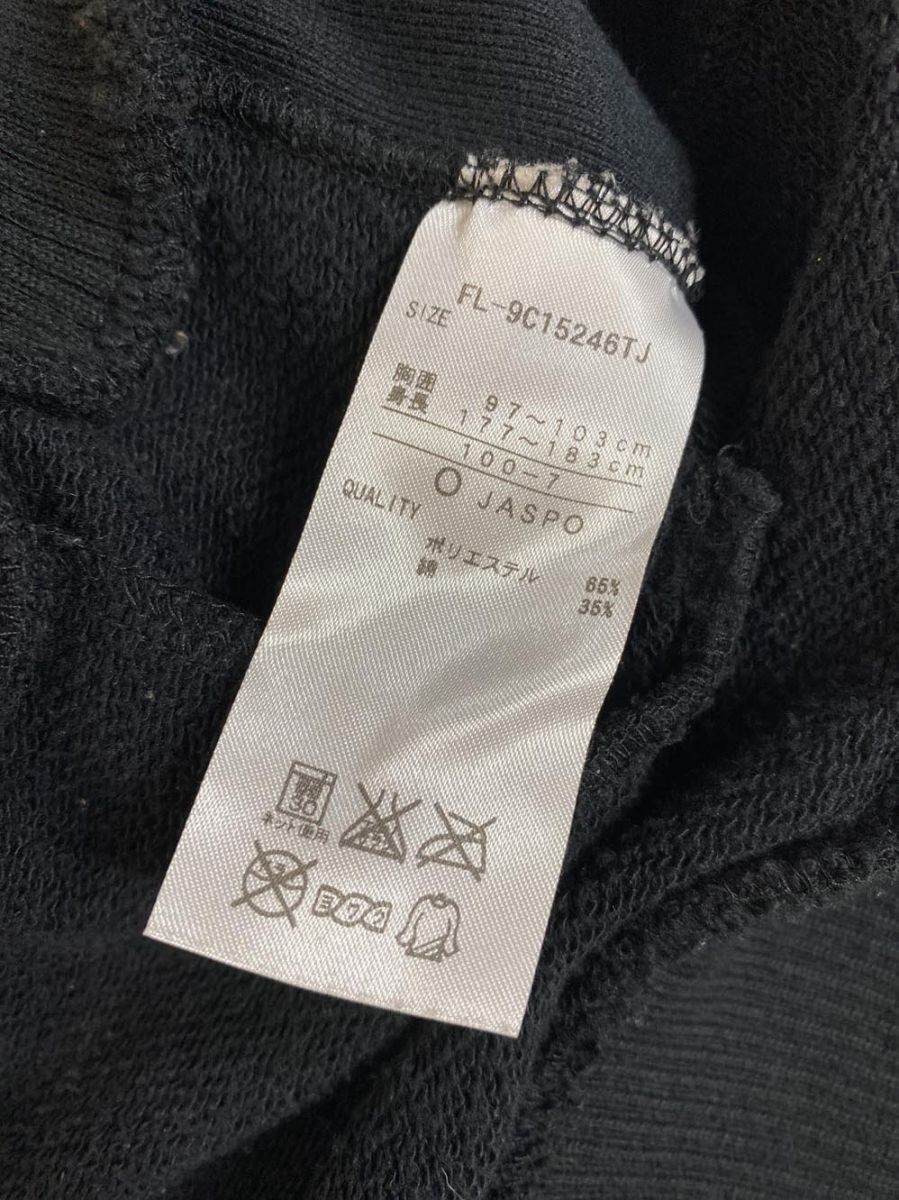 FL-9C15246TJ
SIZE
胸囲 97～103cm
身長 177～183cm
100-7
O JASPO
QUALITY
ポリエステル 65%
綿 35%
30
ネット使用